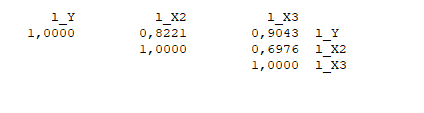 l_Y l_X2 l_X3
1,0000 0,8221 0,9043 l_Y
1,0000 0,6976 l_X2
1,0000 l_X3